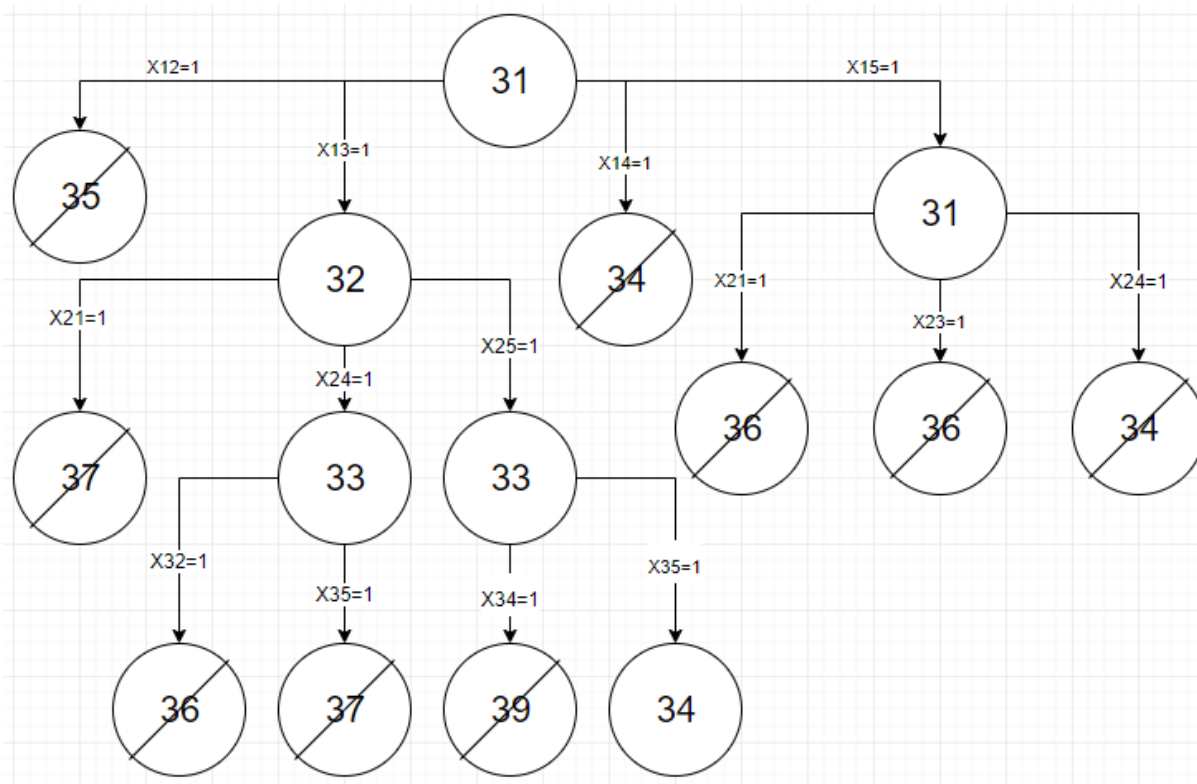 31
X12=1
X15=1
X13=1
X14=1
35
31
32
34
X21=1
X24=1
X21=1
X23=1
X25=1
X24=1
36
36
34
37
33
33
X32=1
X35=1
X34=1
X35=1
36
37
39
34